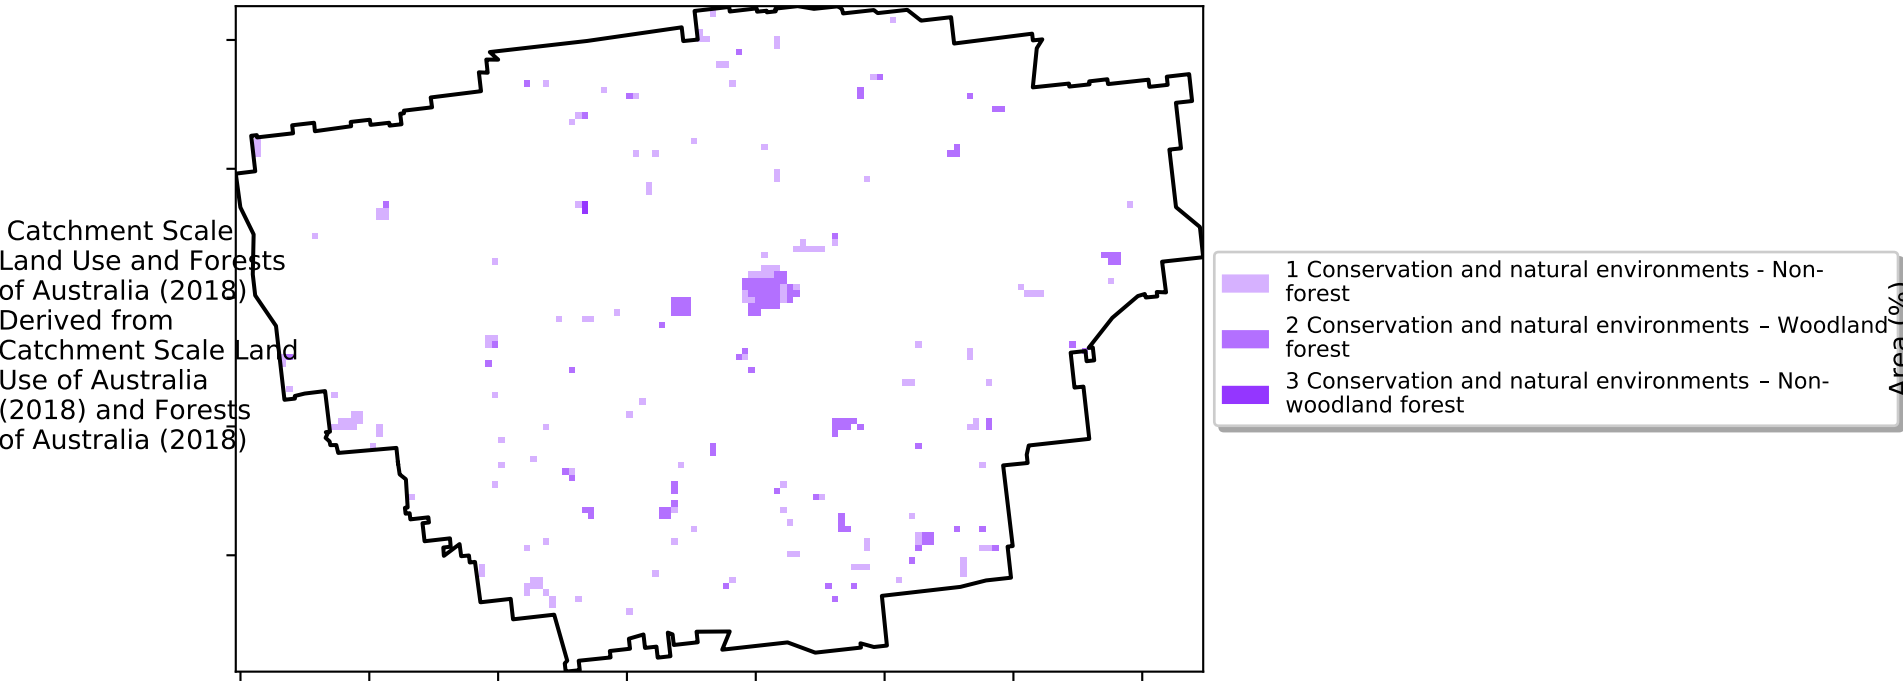 Catchment Scale
Land Use and Forests
of Australia (2018)
Derived from
Catchment Scale Land
Use of Australia
(2018) and Forests
of Australia (2018)
1 Conservation and natural environments - Non-
forest
2 Conservation and natural environments – Woodland
forest
3 Conservation and natural environments – Non-
woodland forest
Area (%)